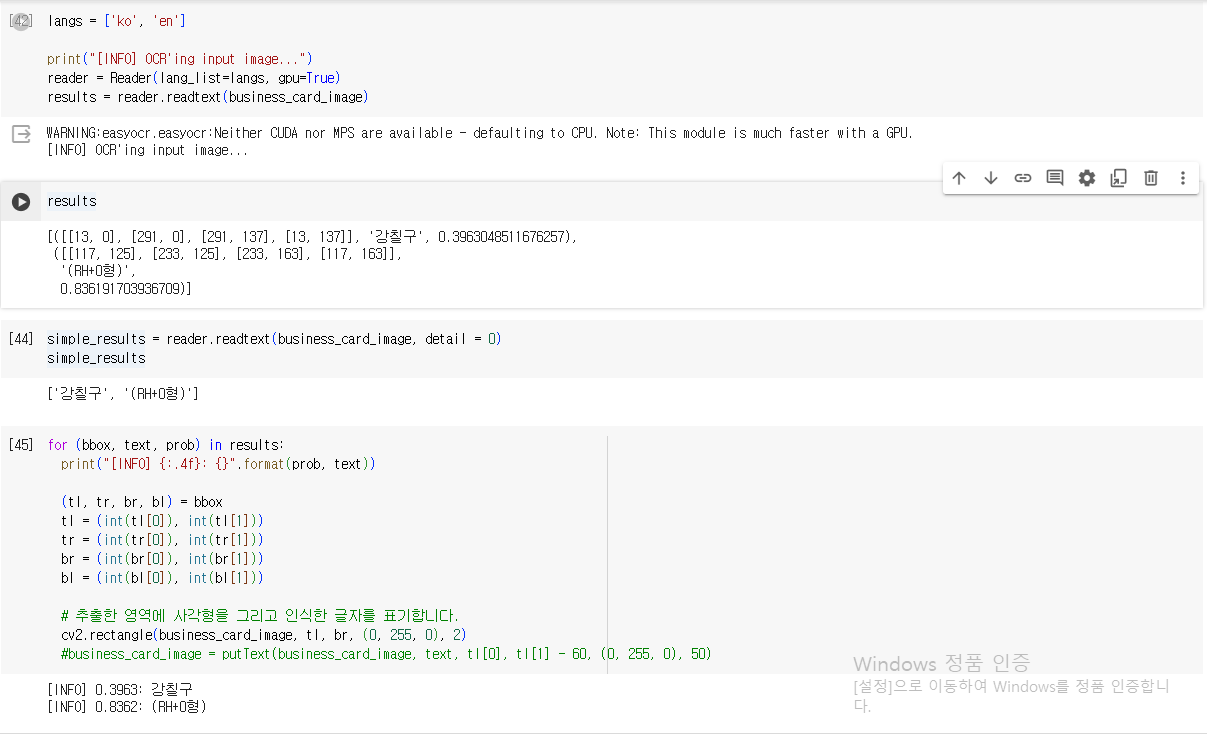 [42] langs = ['ko', 'en']
print("[INFO] OCR'ing input image...")
reader = Reader(lang_list=langs, gpu=True)
results = reader.readtext(business_card_image)
WARNING:easyocr.easyocr:Neither CUDA nor MPS are available - defaulting to CPU. Note: This module is much faster with a GPU.
[INFO] OCR'ing input image...
results
[([[13, 0], [291, 0], [291, 137], [13, 137]], '강칠구', 0.3963048511676257),
([[117, 125], [233, 125], [233, 163], [117, 163]],
'(RH+O형)',
0.836191703936709)]
[44] simple_results = reader.readtext(business_card_image, detail = 0)
simple_results
['강칠구', '(RH+O형)']
[45] for (bbox, text, prob) in results:
print("[INFO] {:.4f}: {}".format(prob, text))
(tl, tr, br, bl) = bbox
tl = (int(tl[0]), int(tl[1]))
tr = (int(tr[0]), int(tr[1]))
br = (int(br[0]), int(br[1]))
bl = (int(bl[0]), int(bl[1]))
# 추출한 영역에 사각형을 그리고 인식한 글자를 표기합니다.
cv2.rectangle(business_card_image, tl, br, (0, 255, 0), 2)
#business_card_image = putText(business_card_image, text, tl[0], tl[1] - 60, (0, 255, 0), 50)
[INFO] 0.3963: 강칠구
[INFO] 0.8362: (RH+O형)
Windows 정품 인증
[설정]으로 이동하여 Windows를 정품 인증합니
다.